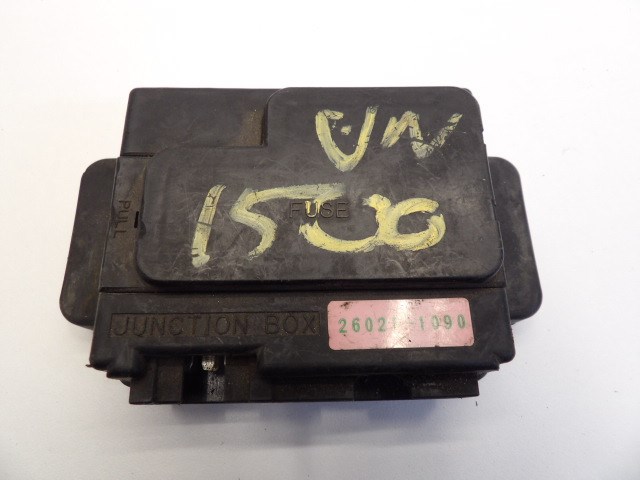 VN
1500
FUSE
PULL
JUNCTION BOX
26021-1090